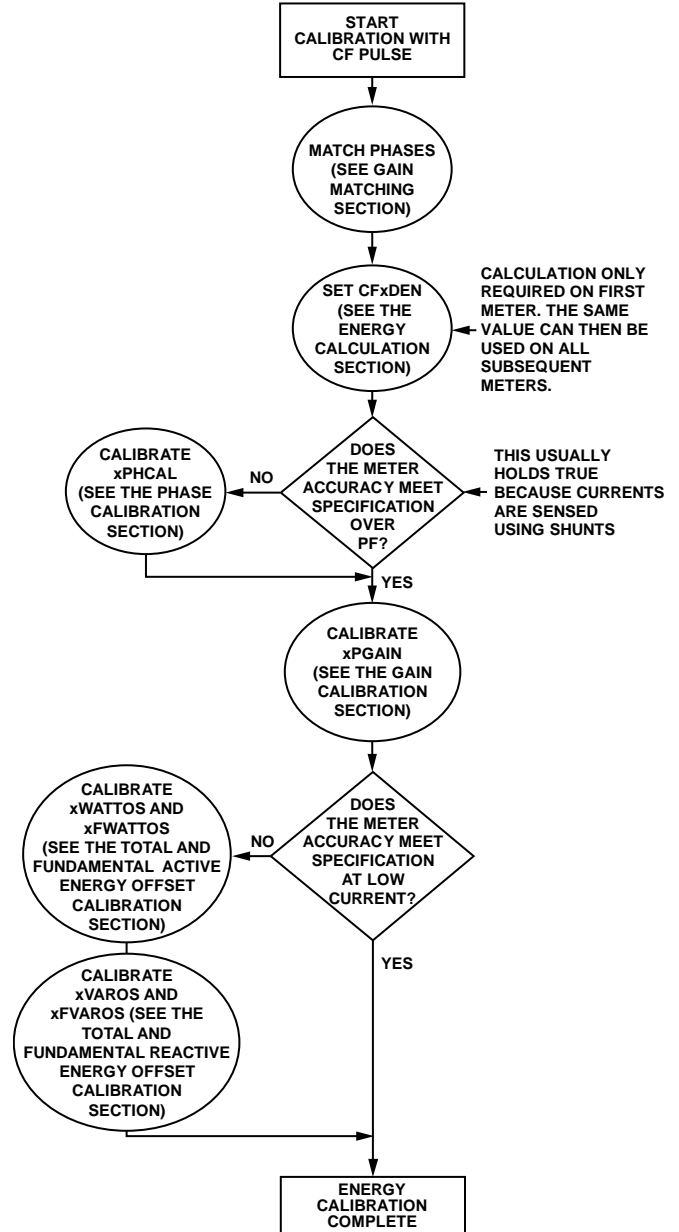 START
CALIBRATION WITH
CF PULSE
MATCH PHASES
(SEE GAIN
MATCHING
SECTION)
SET CFxDEN
(SEE THE
ENERGY
CALCULATION
SECTION)
CALCULATION ONLY
REQUIRED ON FIRST
METER. THE SAME
VALUE CAN THEN BE
USED ON ALL
SUBSEQUENT
METERS.
DOES
THE METER
ACCURACY MEET
SPECIFICATION
OVER
PF?
THIS USUALLY
HOLDS TRUE
BECAUSE CURRENTS
ARE SENSED
USING SHUNTS
NO
CALIBRATE
xPHCAL
(SEE THE PHASE
CALIBRATION
SECTION)
YES
CALIBRATE
xPGAIN
(SEE THE GAIN
CALIBRATION
SECTION)
DOES
THE METER
ACCURACY MEET
SPECIFICATION
AT LOW
CURRENT?
NO
CALIBRATE
xWATTOS AND
xFWATTOS
(SEE THE TOTAL AND
FUNDAMENTAL ACTIVE
ENERGY OFFSET
CALIBRATION
SECTION)
CALIBRATE
xVAROS AND
xFVAROS (SEE THE
TOTAL AND
FUNDAMENTAL REACTIVE
ENERGY OFFSET
CALIBRATION
SECTION)
YES
ENERGY
CALIBRATION
COMPLETE